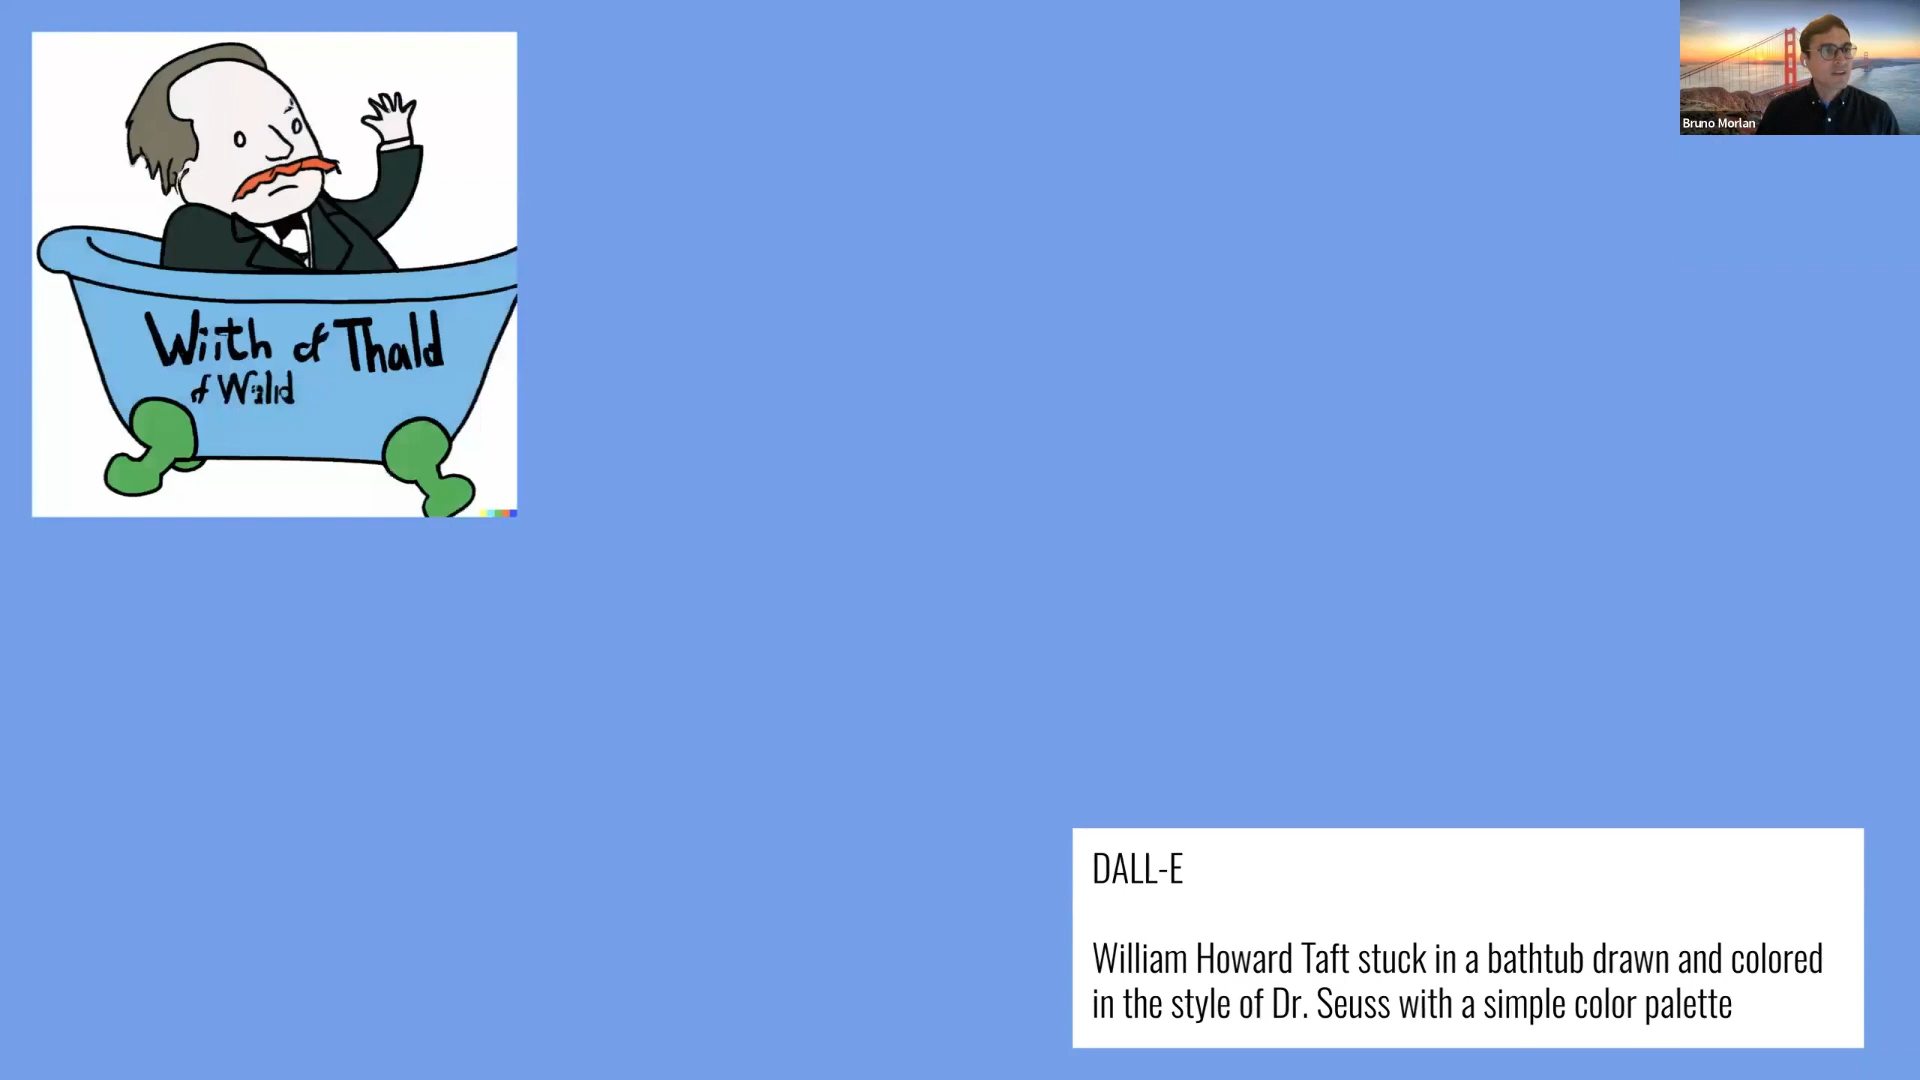 Wiith of Thald
of Wild
Bruno Morlan
DALL-E
William Howard Taft stuck in a bathtub drawn and colored
in the style of Dr. Seuss with a simple color palette